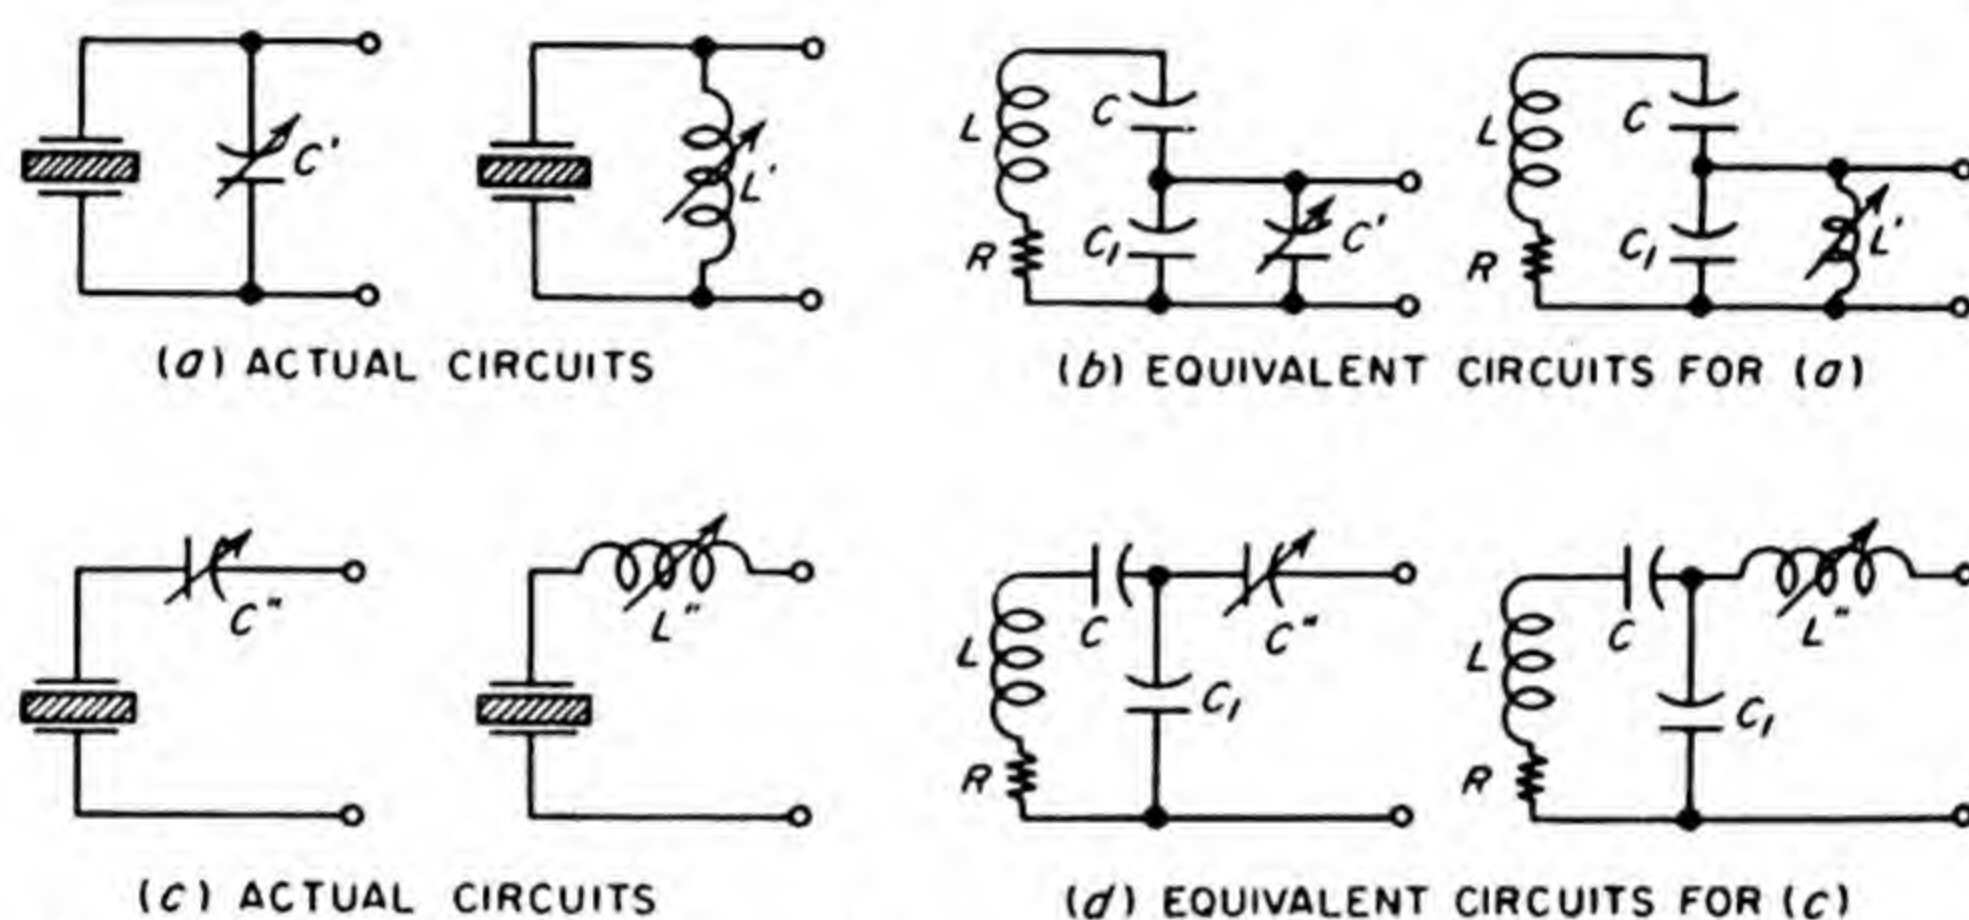 C'
L'
L
C
R
C₁
C'
L
C
R
C₁
L'
(a) ACTUAL CIRCUITS
(b) EQUIVALENT CIRCUITS FOR (a)
C"
L"
L
C
C"
R
C₁
L
C
L"
R
C₁
(c) ACTUAL CIRCUITS
(d) EQUIVALENT CIRCUITS FOR (c)